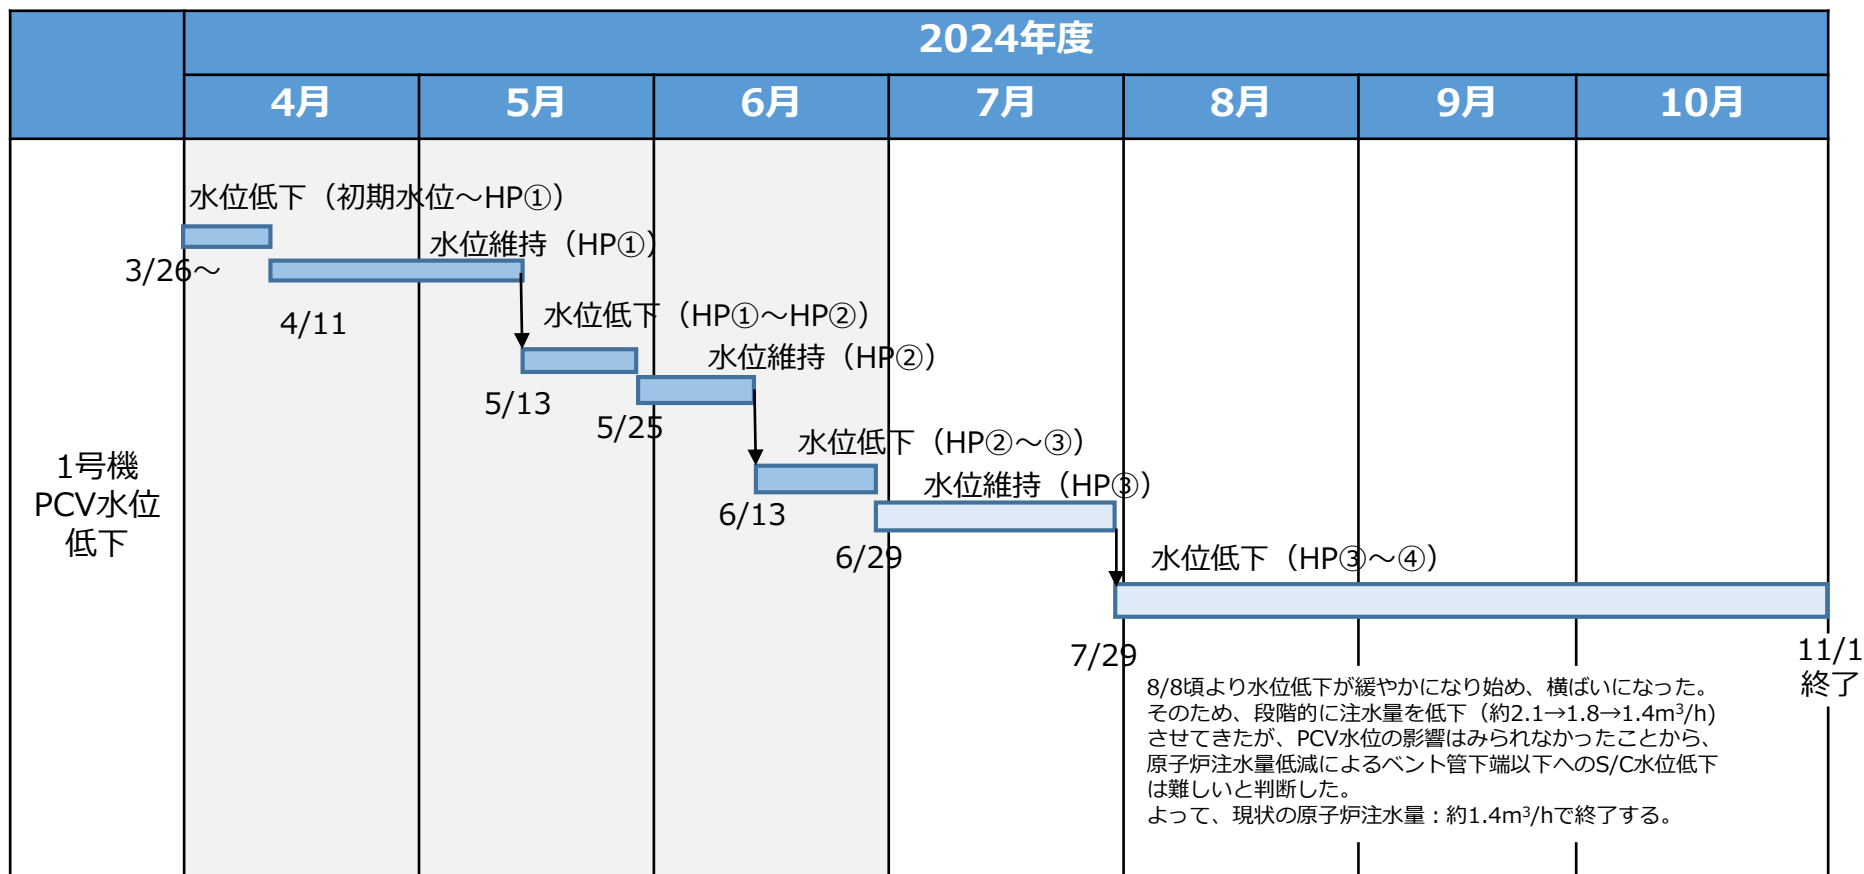 2024年度
4月
5月
6月
7月
8月
9月
10月
1号機
PCV水位
低下
水位低下（初期水位～HP①）
3/26～
水位維持（HP①）
4/11
水位低下（HP①～HP②）
5/13
水位維持（HP②）
5/25
水位低下（HP②～③）
6/13
水位維持（HP③）
6/29
水位低下（HP③～④）
7/29
11/1
終了
8/8頃より水位低下が緩やかになり始め、横ばいになった。
そのため、段階的に注水量を低下（約2.1→1.8→1.4m³/h)
させてきたが、PCV水位の影響はみられなかったことから、
原子炉注水量低減によるベント管下端以下へのS/C水位低下
は難しいと判断した。
よって、現状の原子炉注水量：約1.4m³/hで終了する。